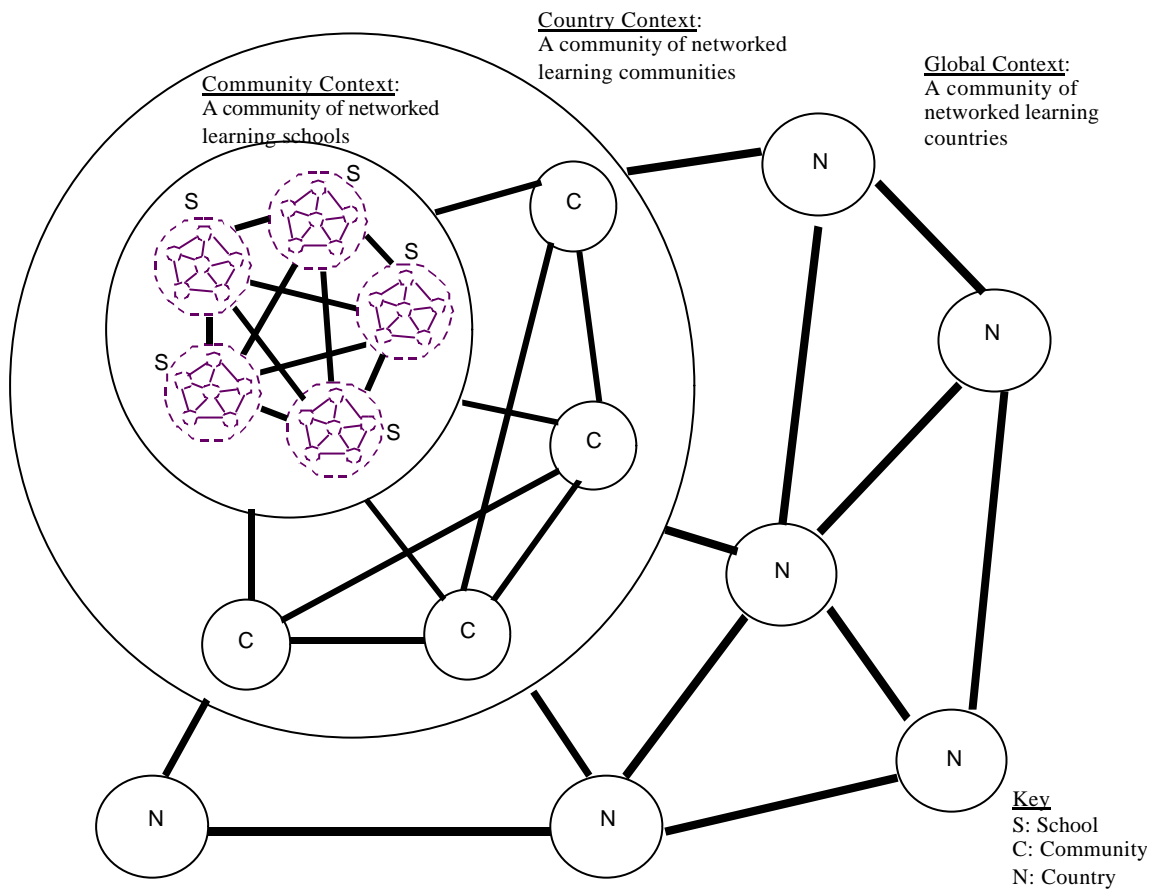 Country Context:
A community of networked
learning communities
Global Context:
A community of
networked learning
countries
Community Context:
A community of networked
learning schools
N
S
S
C
S
N
S
C
S
N
C
C
N
N
N
Key
S: School
C: Community
N: Country